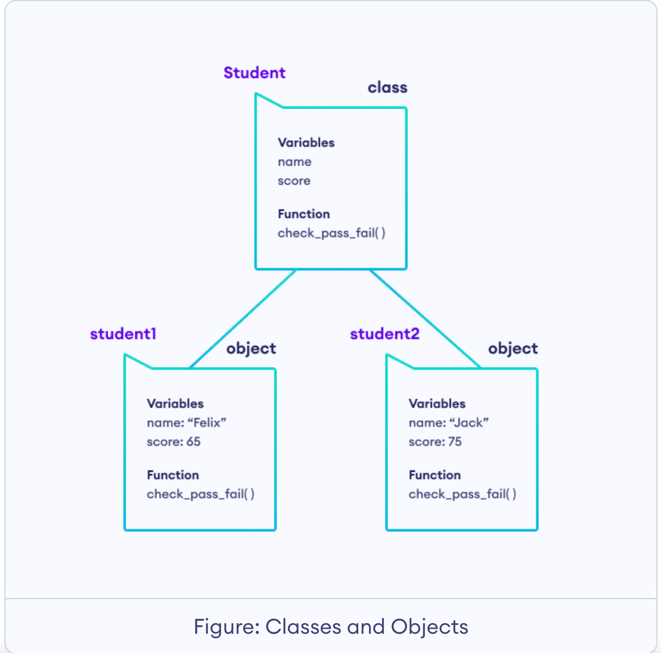 Student
class
Variables
name
score
Function
check_pass_fail( )
student1
object
Variables
name: “Felix”
score: 65
Function
check_pass_fail( )
student2
object
Variables
name: “Jack”
score: 75
Function
check_pass_fail( )
Figure: Classes and Objects